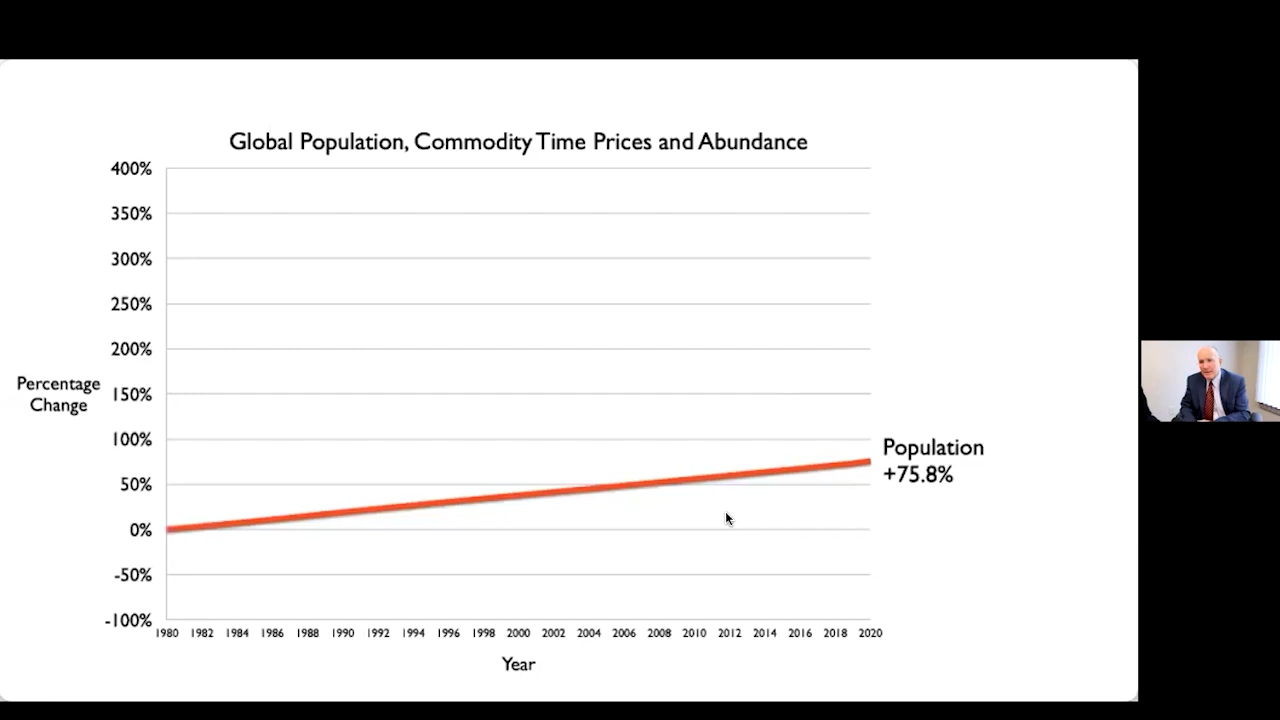 Global Population, Commodity Time Prices and Abundance
400%
350%
300%
250%
200%
150%
100%
50%
0%
-50%
-100%
Percentage
Change
Population
+75.8%
1980 1982 1984 1986 1988 1990 1992 1994 1996 1998 2000 2002 2004 2006 2008 2010 2012 2014 2016 2018 2020
Year